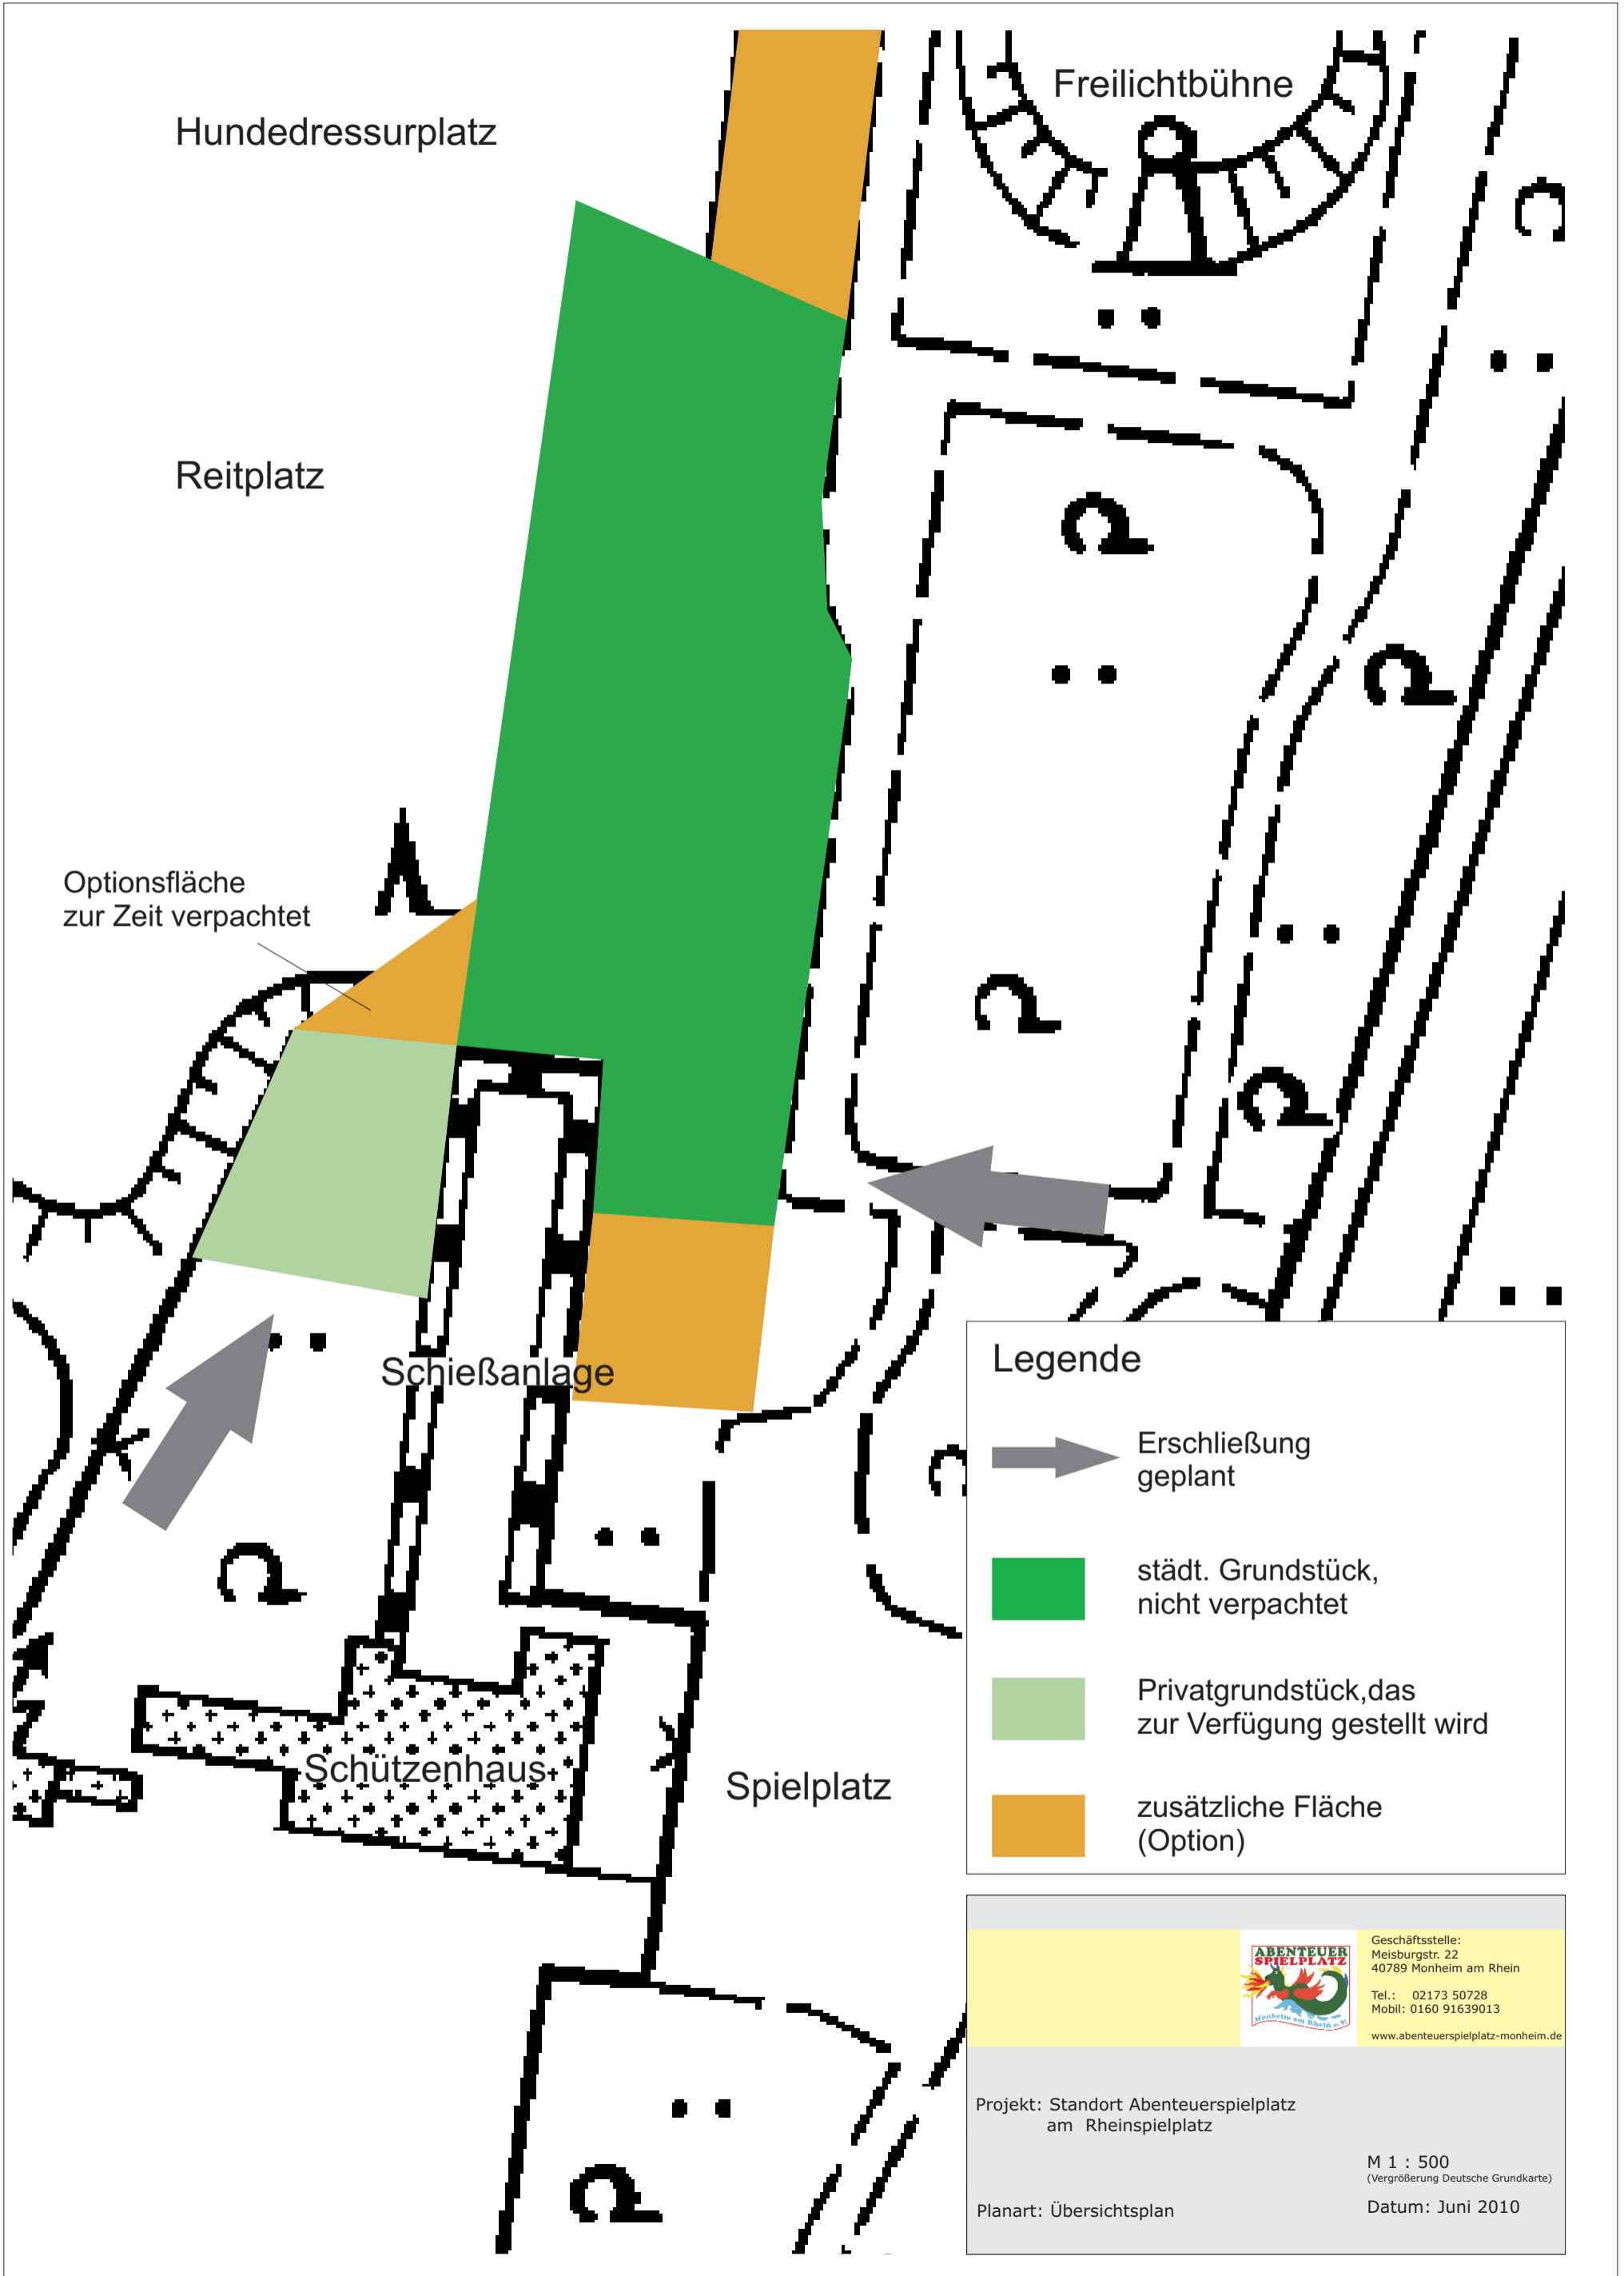 Freilichtbühne
Hundedressurplatz
Reitplatz
Optionsfläche
zur Zeit verpachtet
Schießanlage
Schützenhaus
Spielplatz
Legende
Erschließung
geplant
städt. Grundstück,
nicht verpachtet
Privatgrundstück,das
zur Verfügung gestellt wird
zusätzliche Fläche
(Option)
ABENTEUER
SPIELPLATZ
Monheim am Rhein e.V.
Geschäftsstelle:
Meisburgstr. 22
40789 Monheim am Rhein
Tel.: 02173 50728
Mobil: 0160 91639013
www.abenteuerspielplatz-monheim.de
Projekt: Standort Abenteuerspielplatz
am Rheinspielplatz
M 1 : 500
(Vergrößerung Deutsche Grundkarte)
Planart: Übersichtsplan
Datum: Juni 2010